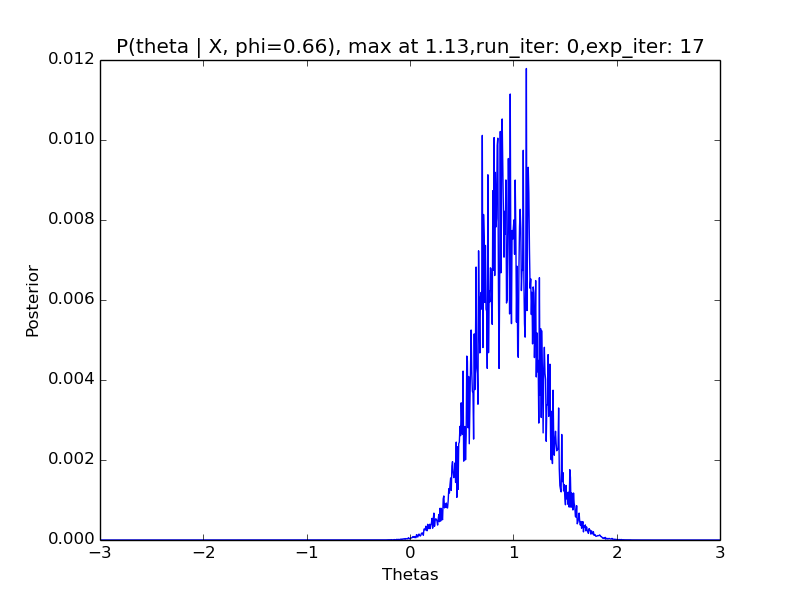 P(theta | X, phi=0.66), max at 1.13,run_iter: 0,exp_iter: 17
0.012
0.010
0.008
0.006
0.004
0.002
0.000
Posterior
−3 −2 −1 0 1 2 3
Thetas